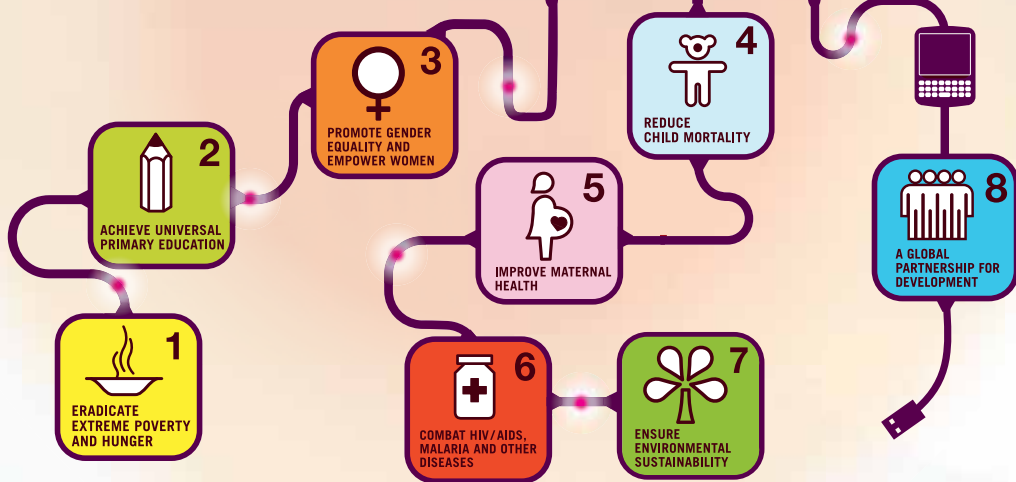 1
ERADICATE
EXTREME POVERTY
AND HUNGER
2
ACHIEVE UNIVERSAL
PRIMARY EDUCATION
3
PROMOTE GENDER
EQUALITY AND
EMPOWER WOMEN
4
REDUCE
CHILD MORTALITY
5
IMPROVE MATERNAL
HEALTH
6
COMBAT HIV/AIDS,
MALARIA AND OTHER
DISEASES
7
ENSURE
ENVIRONMENTAL
SUSTAINABILITY
8
A GLOBAL
PARTNERSHIP FOR
DEVELOPMENT